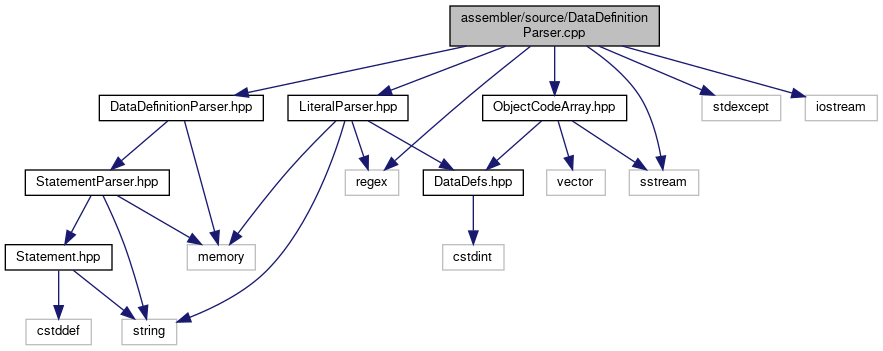 assembler/source/DataDefinition
Parser.cpp
DataDefinitionParser.hpp
LiteralParser.hpp
ObjectCodeArray.hpp
stdexcept
iostream
StatementParser.hpp
regex
DataDefs.hpp
vector
sstream
Statement.hpp
memory
cstdint
cstddef
string